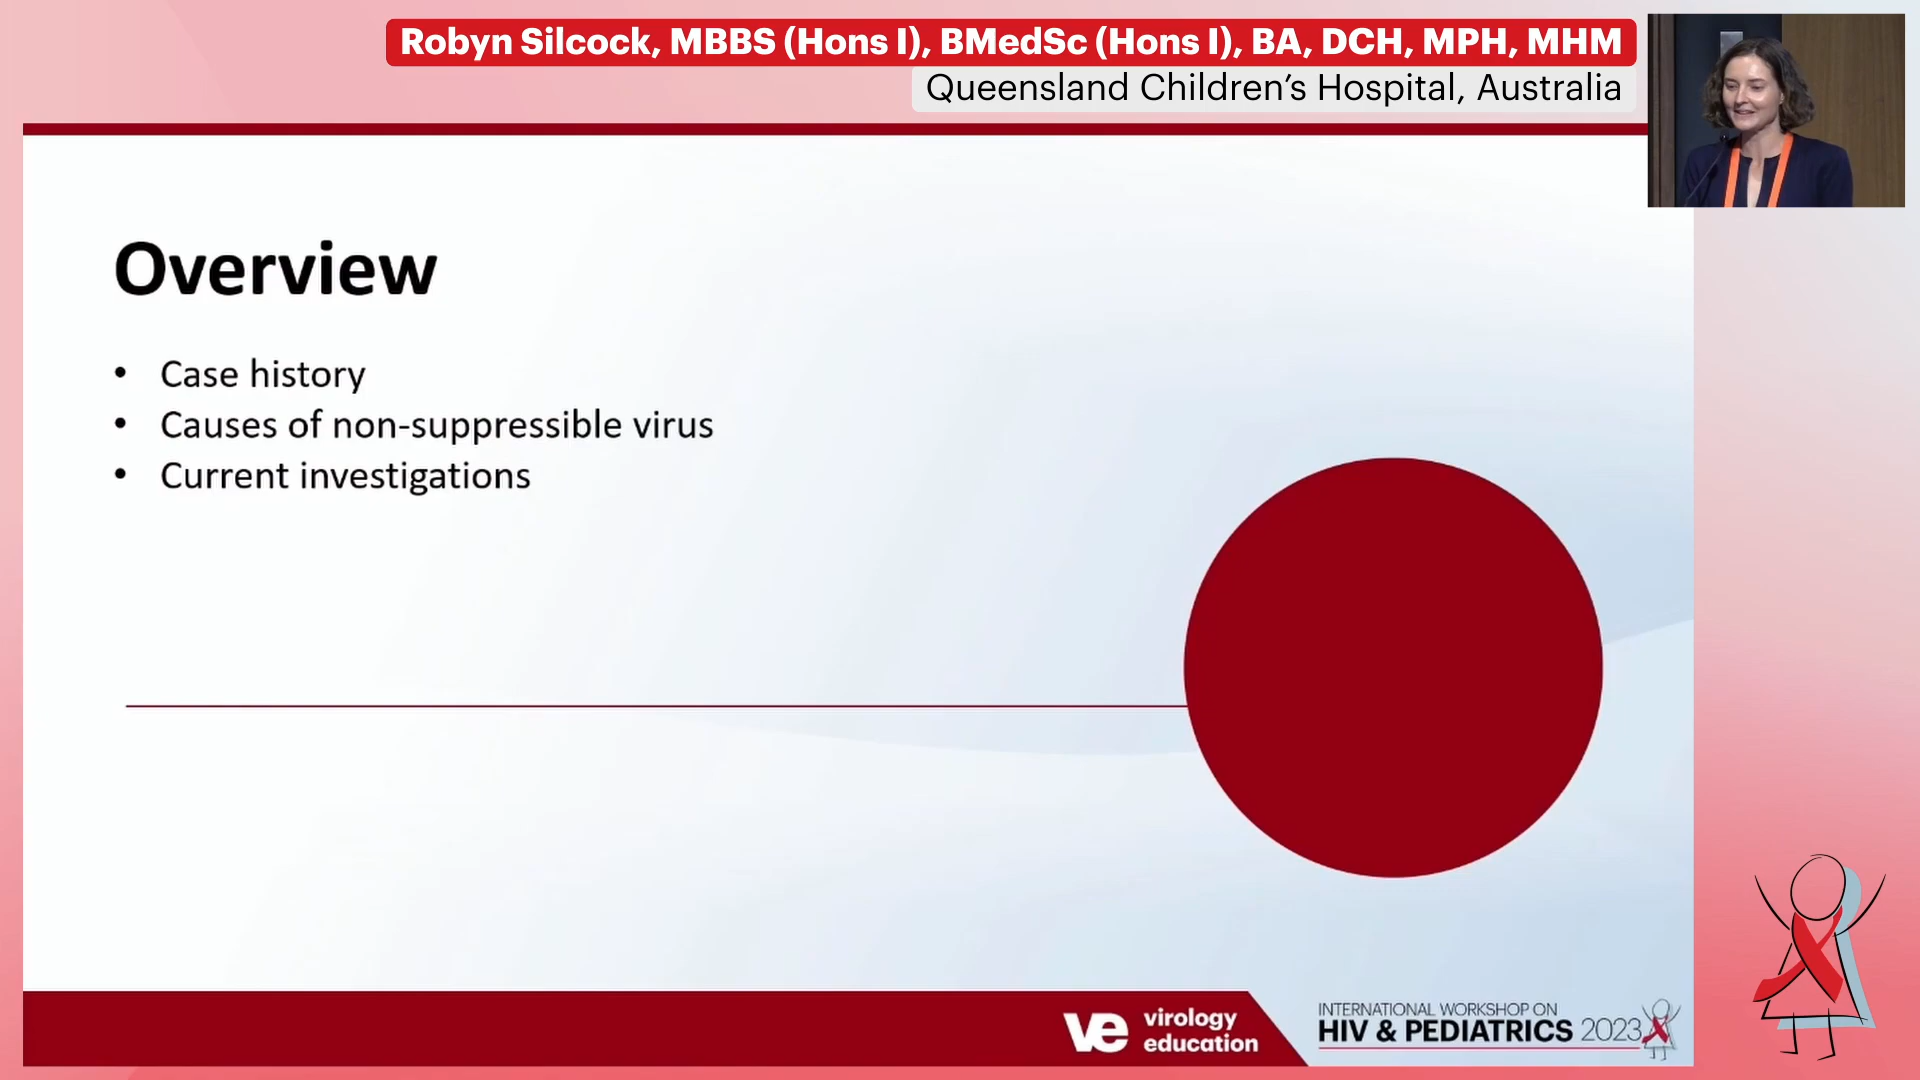 Robyn Silcock, MBBS (Hons I), BMedSc (Hons I), BA, DCH, MPH, MHM
Queensland Children’s Hospital, Australia
Overview
• Case history
• Causes of non-suppressible virus
• Current investigations
ve virology education
INTERNATIONAL WORKSHOP ON
HIV & PEDIATRICS 2023